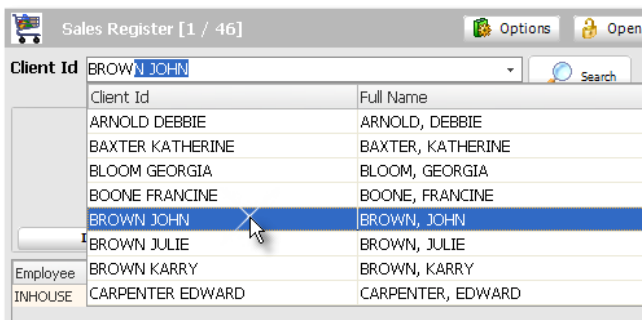 Sales Register [1 / 46] Options Open
Client Id BROWN JOHN Search
Client Id Full Name
ARNOLD DEBBIE ARNOLD, DEBBIE
BAXTER KATHERINE BAXTER, KATHERINE
BLOOM GEORGIA BLOOM, GEORGIA
BOONE FRANCINE BOONE, FRANCINE
BROWN JOHN BROWN, JOHN
BROWN JULIE BROWN, JULIE
Employee BROWN KARRY BROWN, KARRY
INHOUSE CARPENTER EDWARD CARPENTER, EDWARD